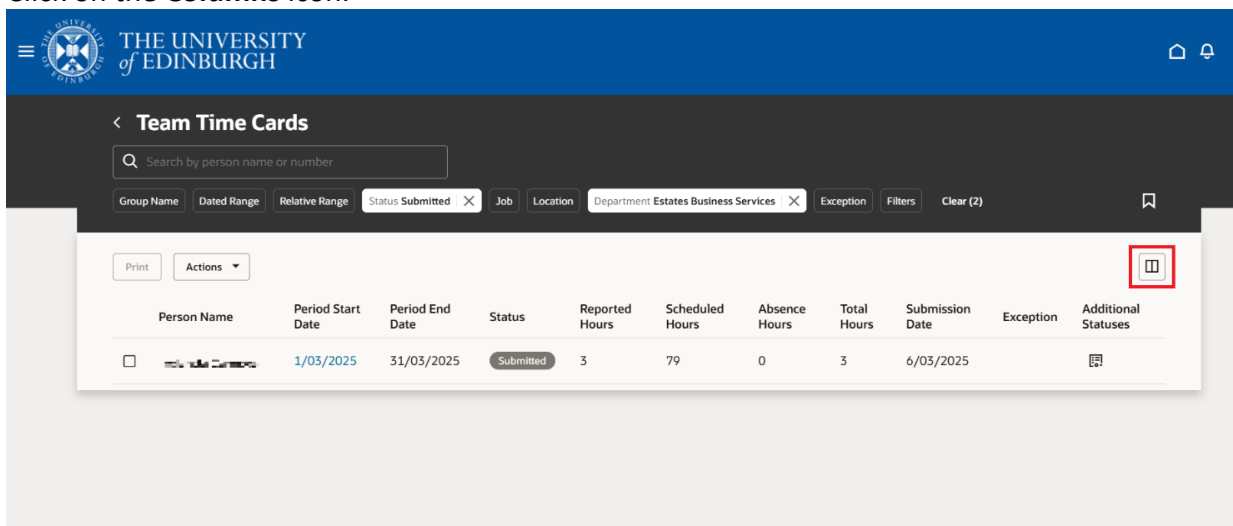 Click on the Columns icon.
THE UNIVERSITY
of EDINBURGH
Team Time Cards
Search by person name or number
Group Name Dated Range Relative Range Status Submitted Job Location Department Estates Business Services Exception Filters Clear (2)
Print Actions
Person Name Period Start Date Period End Date Status Reported Hours Scheduled Hours Absence Hours Total Hours Submission Date Exception Additional Statuses
1/03/2025 31/03/2025 Submitted 3 79 0 3 6/03/2025